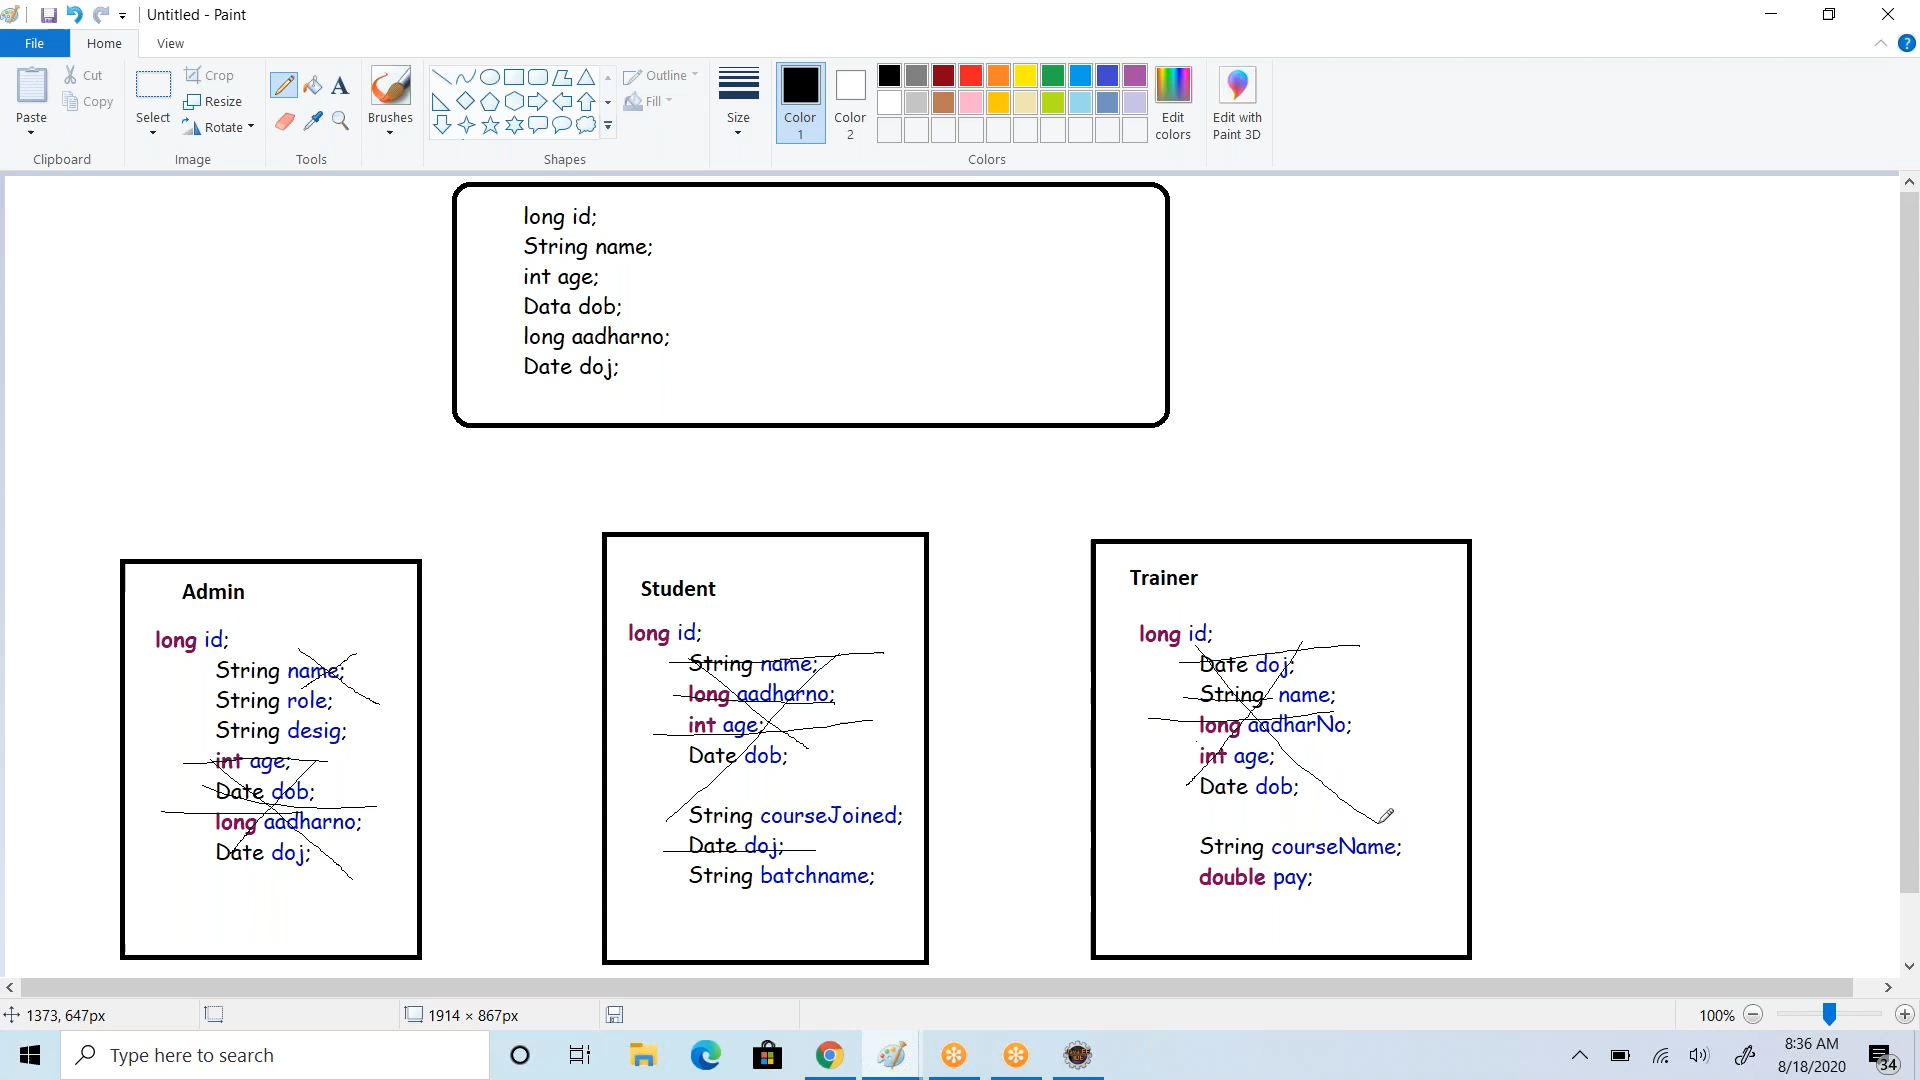 Untitled - Paint
File
Home
View
Paste
Cut
Copy
Clipboard
Select
Crop
Resize
Rotate
Image
A
Tools
Brushes
Outline
Fill
Shapes
Size
Color 1
Color 2
Edit colors
Edit with Paint 3D
Colors
?
long id;
String name;
int age;
Data dob;
long aadharno;
Date doj;
Admin
long id;
String name;
String role;
String desig;
int age;
Date dob;
long aadharno;
Date doj;
Student
long id;
String name;
long aadharno;
int age;
Date dob;
String courseJoined;
Date doj;
String batchname;
Trainer
long id;
Date doj;
String name;
long aadharNo;
int age;
Date dob;
String courseName;
double pay;
1373, 647px
1914 × 867px
100%
Type here to search
8:36 AM
8/18/2020
34